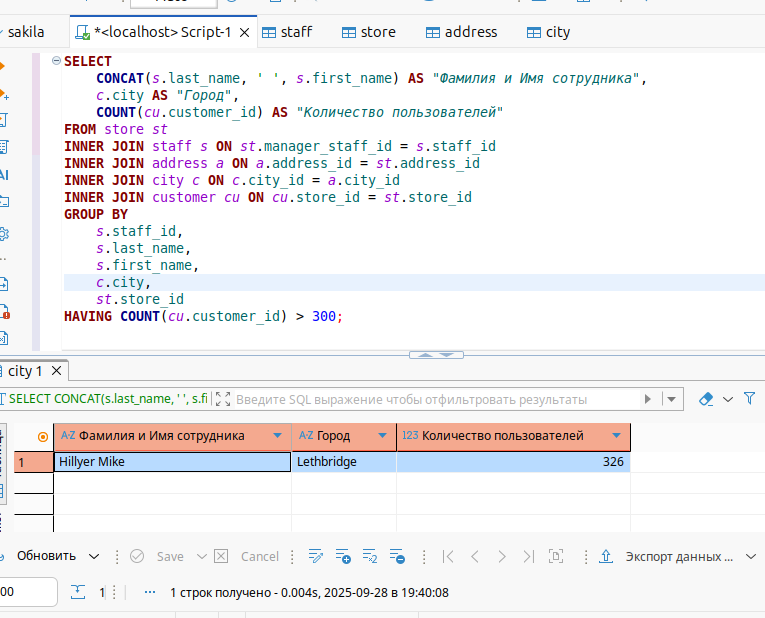 sakila
*<localhost> Script-1
staff
store
address
city
SELECT
CONCAT(s.last_name, ' ', s.first_name) AS "Фамилия и Имя сотрудника",
c.city AS "Город",
COUNT(cu.customer_id) AS "Количество пользователей"
FROM store st
INNER JOIN staff s ON st.manager_staff_id = s.staff_id
INNER JOIN address a ON a.address_id = st.address_id
INNER JOIN city c ON c.city_id = a.city_id
INNER JOIN customer cu ON cu.store_id = st.store_id
GROUP BY
s.staff_id,
s.last_name,
s.first_name,
c.city,
st.store_id
HAVING COUNT(cu.customer_id) > 300;
AI
city 1
SELECT CONCAT(s.last_name, ' ', s.fi
Введите SQL выражение чтобы отфильтровать результаты
A-Z Фамилия и Имя сотрудника
A-Z Город
123 Количество пользователей
1 Hillyer Mike Lethbridge 326
Обновить
Save
Cancel
Экспорт данных ...
00
1
... 1 строк получено - 0.004s, 2025-09-28 в 19:40:08